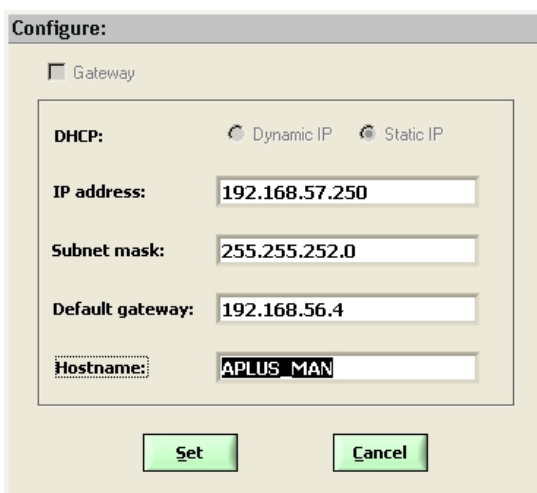 Configure:
Gateway
DHCP: Dynamic IP Static IP
IP address: 192.168.57.250
Subnet mask: 255.255.252.0
Default gateway: 192.168.56.4
Hostname: APLUS_MAN
Set Cancel